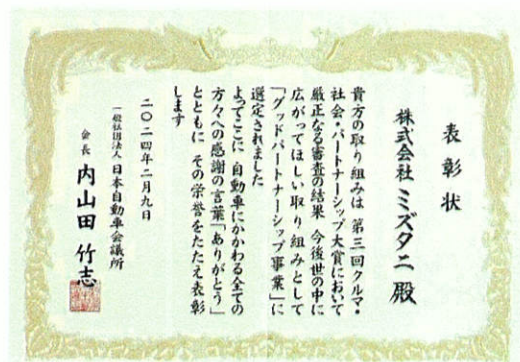 表彰状
株式会社 ミズタニ 殿
貴方の取り組みは 第三回クルマ・
社会・パートナーシップ大賞において
厳正なる審査の結果 今後世の中に
広がってほしい取り組みとして
「グッドパートナーシップ事業」に
選定されました
よってここに 自動車にかかわる全ての
方々への感謝の言葉「ありがとう」
とともに その栄誉をたたえ表彰
します
二〇二四年二月九日
一般社団法人 日本自動車会議所
会長 内山田 竹志